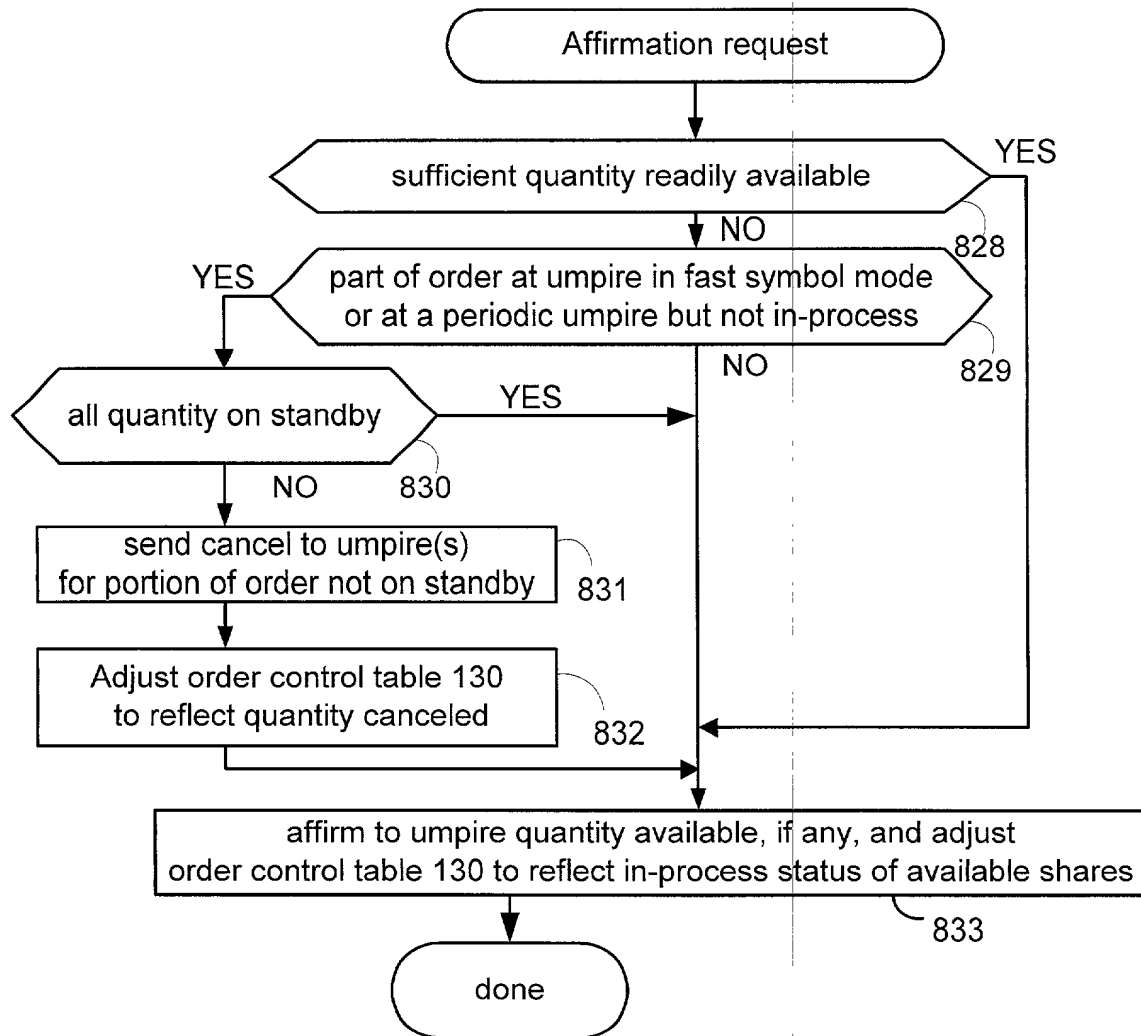 Affirmation request
YES
sufficient quantity readily available
NO
828
YES
part of order at umpire in fast symbol mode
or at a periodic umpire but not in-process
NO
829
all quantity on standby
YES
NO
830
send cancel to umpire(s)
for portion of order not on standby
831
Adjust order control table 130
to reflect quantity canceled
832
affirm to umpire quantity available, if any, and adjust
order control table 130 to reflect in-process status of available shares
833
done